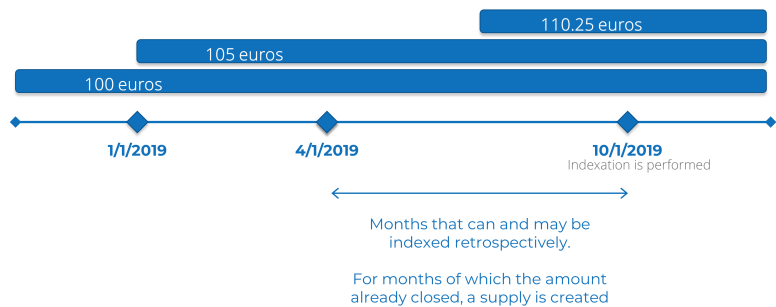 110.25 euros
105 euros
100 euros
1/1/2019
4/1/2019
10/1/2019
Indexation is performed
Months that can and may be
indexed retrospectively.
For months of which the amount
already closed, a supply is created